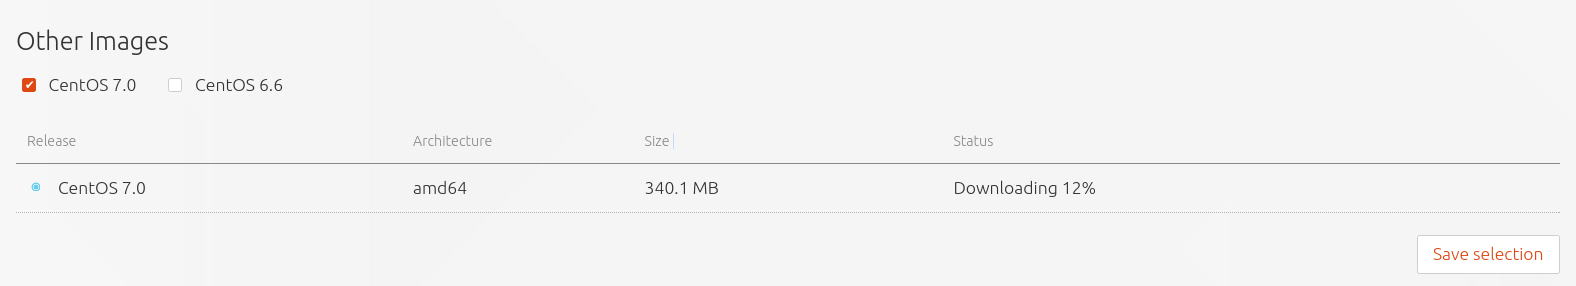 Other Images
CentOS 7.0 CentOS 6.6
Release Architecture Size Status
CentOS 7.0 amd64 340.1 MB Downloading 12%
Save selection